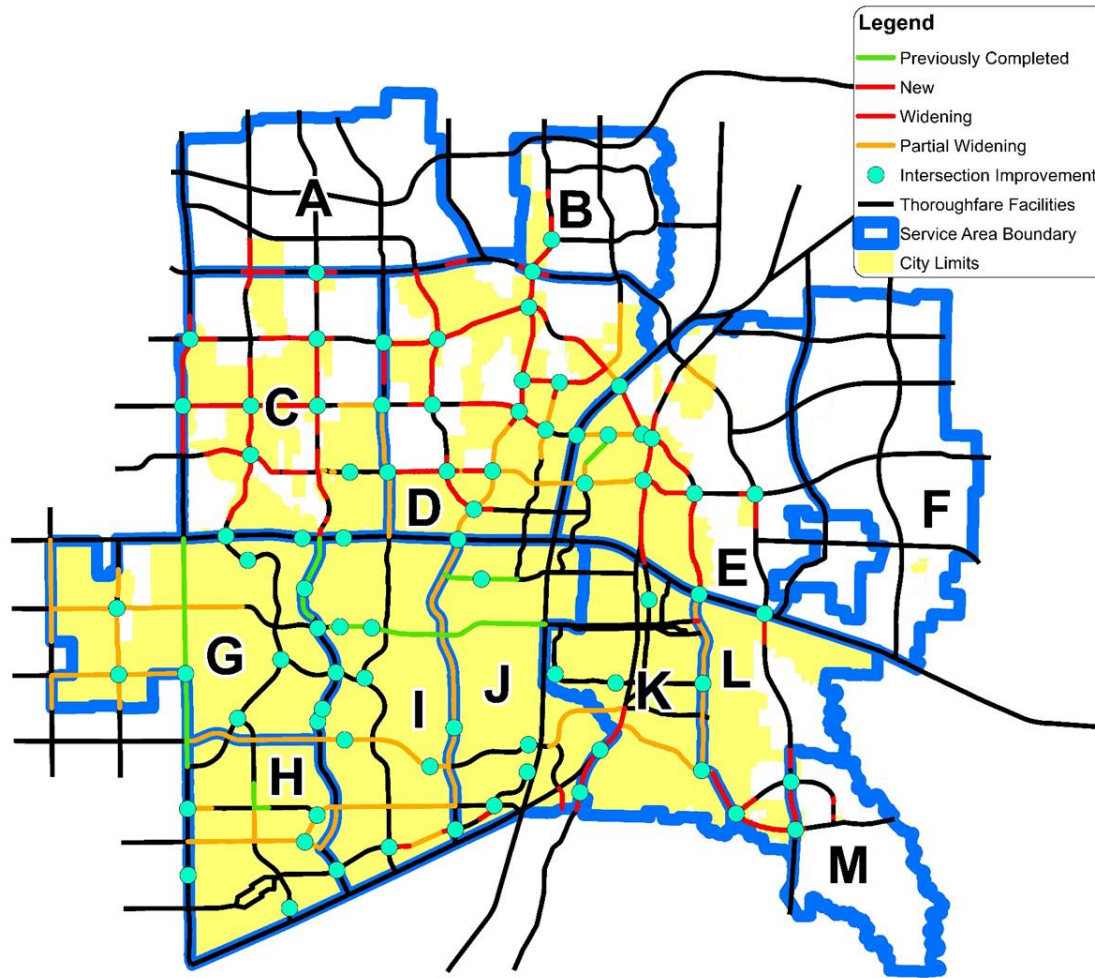 Legend
Previously Completed
New
Widening
Partial Widening
Intersection Improvement
Thoroughfare Facilities
Service Area Boundary
City Limits
A
B
C
D
E
F
G
H
I
J
K
L
M